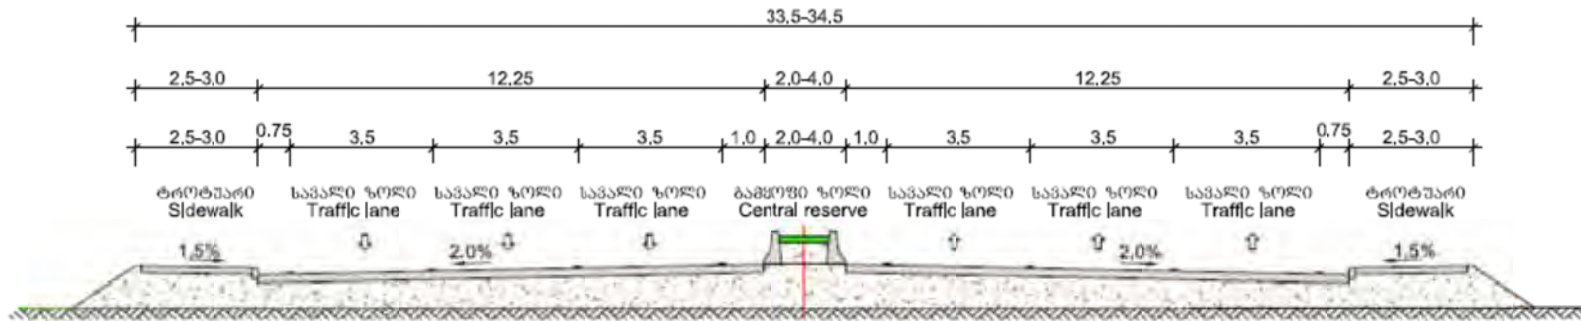 33.5-34.5
2.5-3.0 12.25 2.0-4.0 12.25 2.5-3.0
2.5-3.0 0.75 3.5 3.5 3.5 1.0 2.0-4.0 1.0 3.5 3.5 3.5 0.75 2.5-3.0
ტროტუარი სავალი ზოლი სავალი ზოლი სავალი ზოლი გამყოფი ზოლი სავალი ზოლი სავალი ზოლი სავალი ზოლი ტროტუარი
Sidewalk Traffic lane Traffic lane Traffic lane Central reserve Traffic lane Traffic lane Traffic lane Sidewalk
1.5% 2.0% 2.0% 1.5%